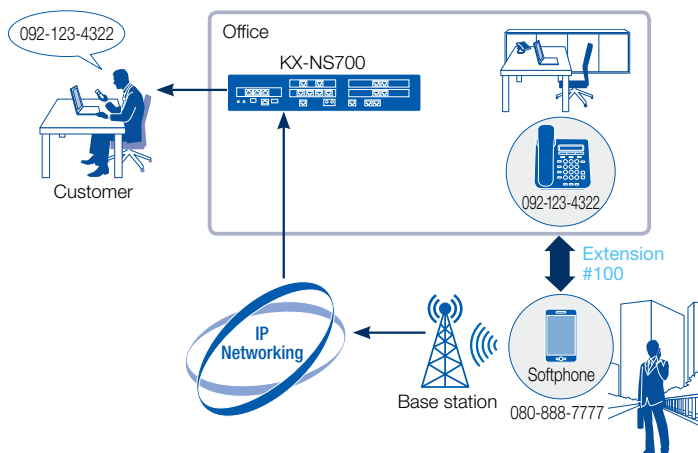 092-123-4322
Office
KX-NS700
Customer
092-123-4322
Extension
#100
IP
Networking
Base station
Softphone
080-888-7777